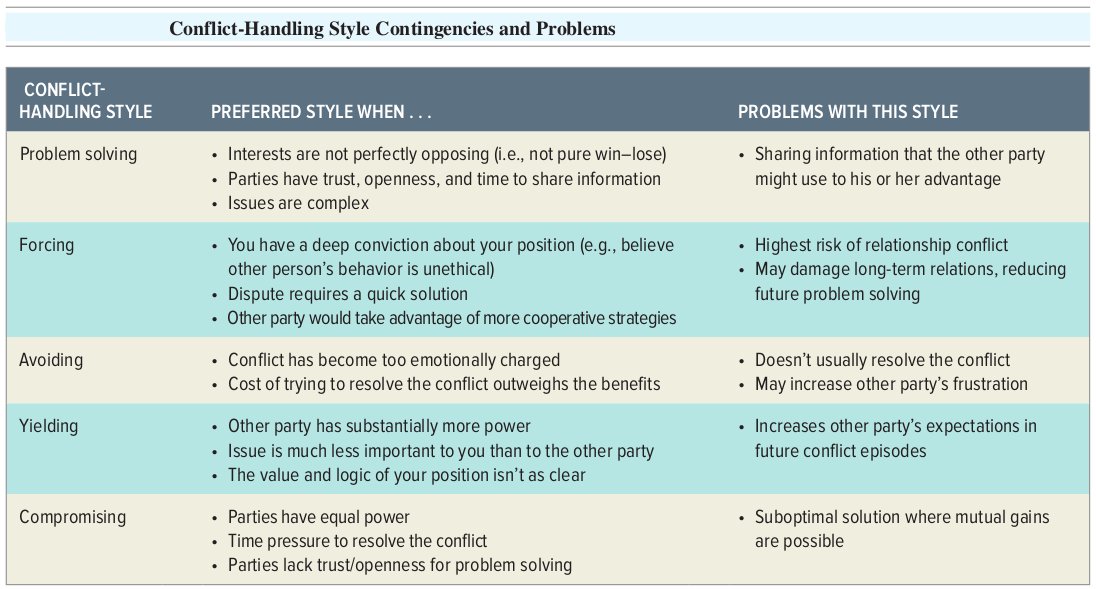 Conflict-Handling Style Contingencies and Problems
CONFLICT-
HANDLING STYLE
PREFERRED STYLE WHEN . . .
PROBLEMS WITH THIS STYLE
Problem solving
• Interests are not perfectly opposing (i.e., not pure win–lose)
• Parties have trust, openness, and time to share information
• Issues are complex
• Sharing information that the other party
might use to his or her advantage
Forcing
• You have a deep conviction about your position (e.g., believe
other person’s behavior is unethical)
• Dispute requires a quick solution
• Other party would take advantage of more cooperative strategies
• Highest risk of relationship conflict
• May damage long-term relations, reducing
future problem solving
Avoiding
• Conflict has become too emotionally charged
• Cost of trying to resolve the conflict outweighs the benefits
• Doesn’t usually resolve the conflict
• May increase other party’s frustration
Yielding
• Other party has substantially more power
• Issue is much less important to you than to the other party
• The value and logic of your position isn’t as clear
• Increases other party’s expectations in
future conflict episodes
Compromising
• Parties have equal power
• Time pressure to resolve the conflict
• Parties lack trust/openness for problem solving
• Suboptimal solution where mutual gains
are possible